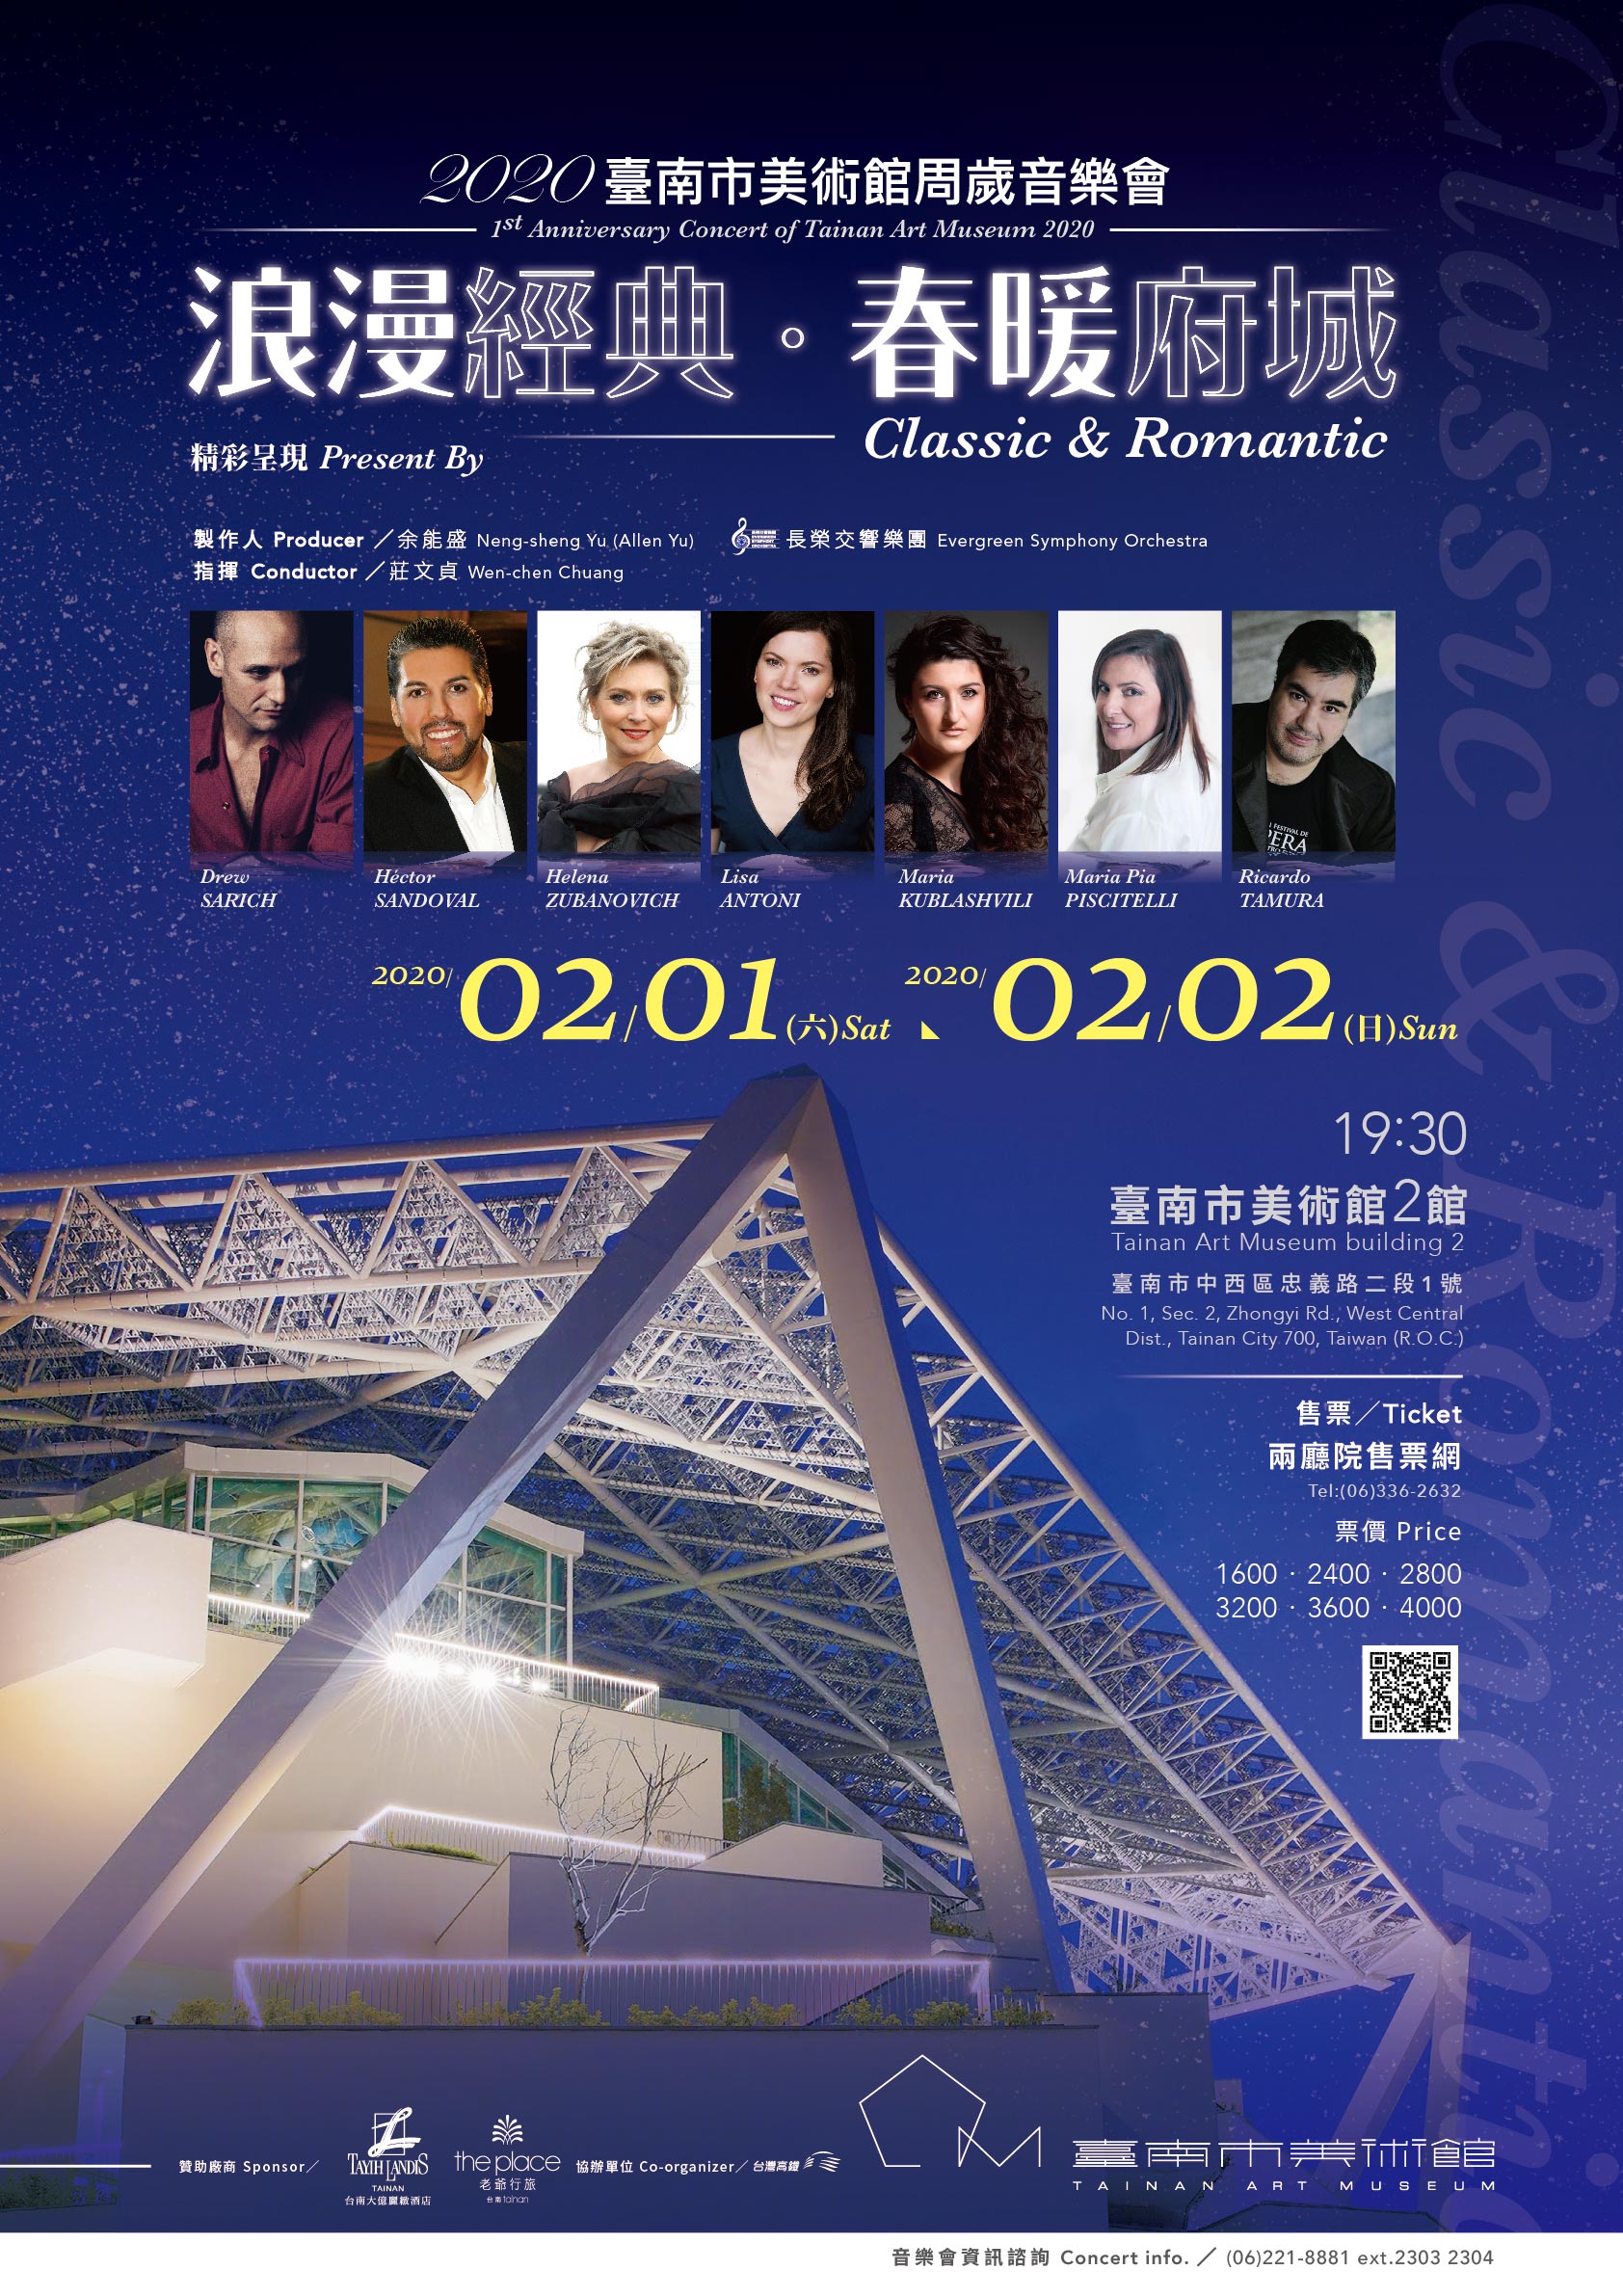 2020 臺南市美術館周歲音樂會
1st Anniversary Concert of Tainan Art Museum 2020
浪漫經典。春暖府城
Classic & Romantic
精彩呈現 Present By
製作人 Producer ／余能盛 Neng-sheng Yu (Allen Yu)
長榮交響樂團 Evergreen Symphony Orchestra
指揮 Conductor ／莊文貞 Wen-chen Chuang
Drew
SARICH
Héctor
SANDOVAL
Helena
ZUBANOVICH
Lisa
ANTONI
Maria
KUBLASHVILI
Maria Pia
PISCITELLI
Ricardo
TAMURA
2020/02/01(六)Sat
2020/02/02(日)Sun
19:30
臺南市美術館2館
Tainan Art Museum building 2
臺南市中西區忠義路二段1號
No. 1, Sec. 2, Zhongyi Rd., West Central
Dist., Tainan City 700, Taiwan (R.O.C.)
售票／Ticket
兩廳院售票網
Tel:(06)336-2632
票價 Price
1600 · 2400 · 2800
3200 · 3600 · 4000
Classic & Romantic
贊助廠商 Sponsor／
TAYIH LANDIS
TAINAN
台南大億麗緻酒店
the place
老爺行旅
台南 tainan
協辦單位 Co-organizer／台灣高鐵
臺南市美術館
TAINAN ART MUSEUM
音樂會資訊諮詢 Concert info. ／ (06)221-8881 ext.2303 2304